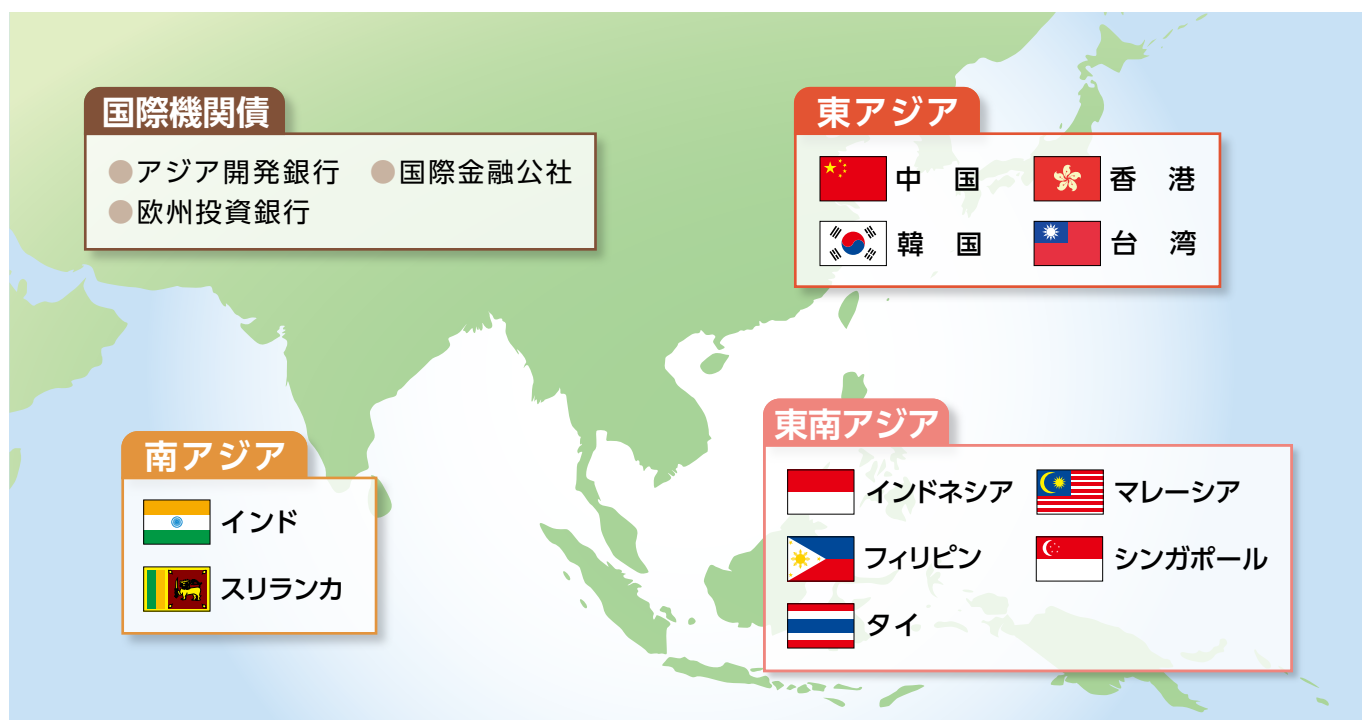 国際機関債
●アジア開発銀行 ●国際金融公社
●欧州投資銀行
東アジア
中国 香港
韓国 台湾
南アジア
インド
スリランカ
東南アジア
インドネシア マレーシア
フィリピン シンガポール
タイ